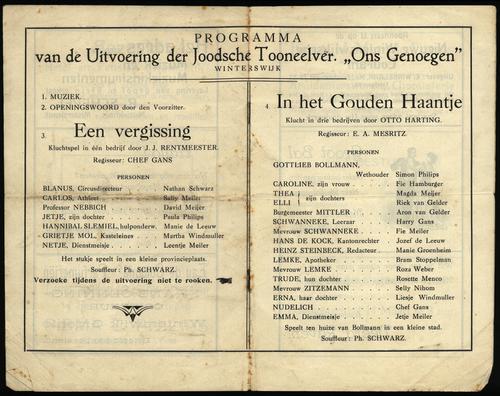 PROGRAMMA
van de Uitvoering der Joodsche Tooneelver. „Ons Genoegen”
WINTERSWIJK
1. MUZIEK.
2. OPENINGSWOORD door den Voorzitter.
3.
Een vergissing
Kluchtspel in één bedrijf door J. J. RENTMEESTER.
Regisseur: CHEF GANS
PERSONEN
BLANUS, Circusdirecteur Nathan Schwarz
CARLOS, Athleet Sally Meiler
Professor NEBBICH David Meijer
JETJE, zijn dochter Paula Philips
HANNIBAL SLEMIEL, hulponderw. Manie de Leeuw
GRIETJE MOL, Kasteleines Martha Windmuller
NETJE, Dienstmeisje Leentje Meiler
Het stukje speelt in een kleine provincieplaats.
Souffleur: Ph. SCHWARZ.
Verzoeke tijdens de uitvoering niet te rooken.
4.
In het Gouden Haantje
Klucht in drie bedrijven door OTTO HARTING.
Regisseur: E. A. MESRITZ
PERSONEN
GOTTLIEB BOLLMANN,
Wethouder Simon Philips
CAROLINE, zijn vrouw Fie Hamburger
THEA } zijn dochters Magda Meijer
ELLI } Riek van Gelder
Burgemeester MITTLER Aron van Gelder
SCHWANNEKE, Leeraar Harry Gans
Mevrouw SCHWANNEKE Fie Meiler
HANS DE KOCK, Kantonrechter Jozef de Leeuw
HEINZ STEINBECK, Redacteur Manie Groenheim
LEMKE, Apotheker Bram Stoppelman
Mevrouw LEMKE Roza Weber
TRUDE, hun dochter Rosette Menco
Mevrouw ZITZEMANN Selly Nihom
ERNA, haar dochter Liesje Windmuller
NUDELICH Chef Gans
EMMA, Dienstmeisje Jetje Meiler
Speelt ten huize van Bollmann in een kleine stad.
Souffleur: Ph. SCHWARZ.